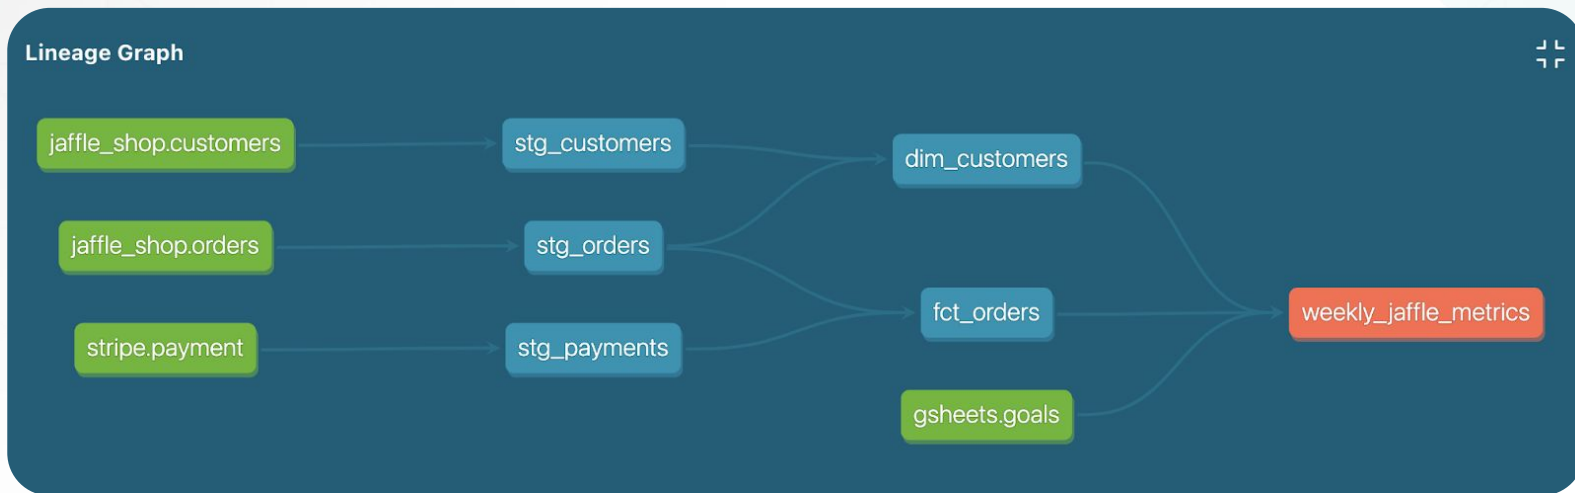 Lineage Graph
jaffle_shop.customers
stg_customers
dim_customers
jaffle_shop.orders
stg_orders
fct_orders
weekly_jaffle_metrics
stripe.payment
stg_payments
gsheets.goals